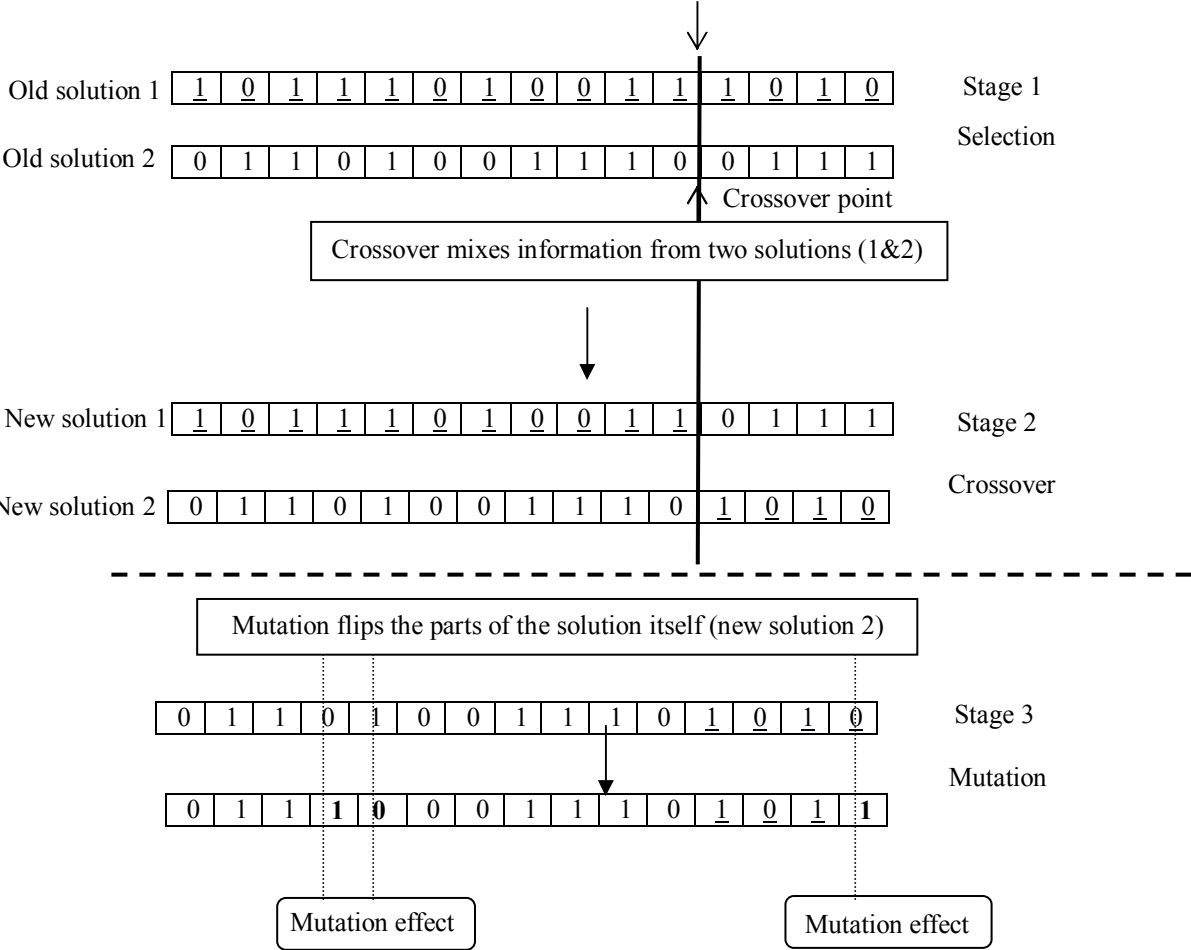 Old solution 1 1 0 1 1 1 0 1 0 0 1 1 1 0 1 0 Stage 1
Selection
Old solution 2 0 1 1 0 1 0 0 1 1 1 0 0 1 1 1
Crossover point
Crossover mixes information from two solutions (1&2)
New solution 1 1 0 1 1 1 0 1 0 0 1 1 0 1 1 1 Stage 2
Crossover
New solution 2 0 1 1 0 1 0 0 1 1 1 0 1 0 1 0
Mutation flips the parts of the solution itself (new solution 2)
0 1 1 0 1 0 0 1 1 1 0 1 0 1 0 Stage 3
Mutation
0 1 1 1 0 0 0 1 1 1 0 1 0 1 1
Mutation effect Mutation effect